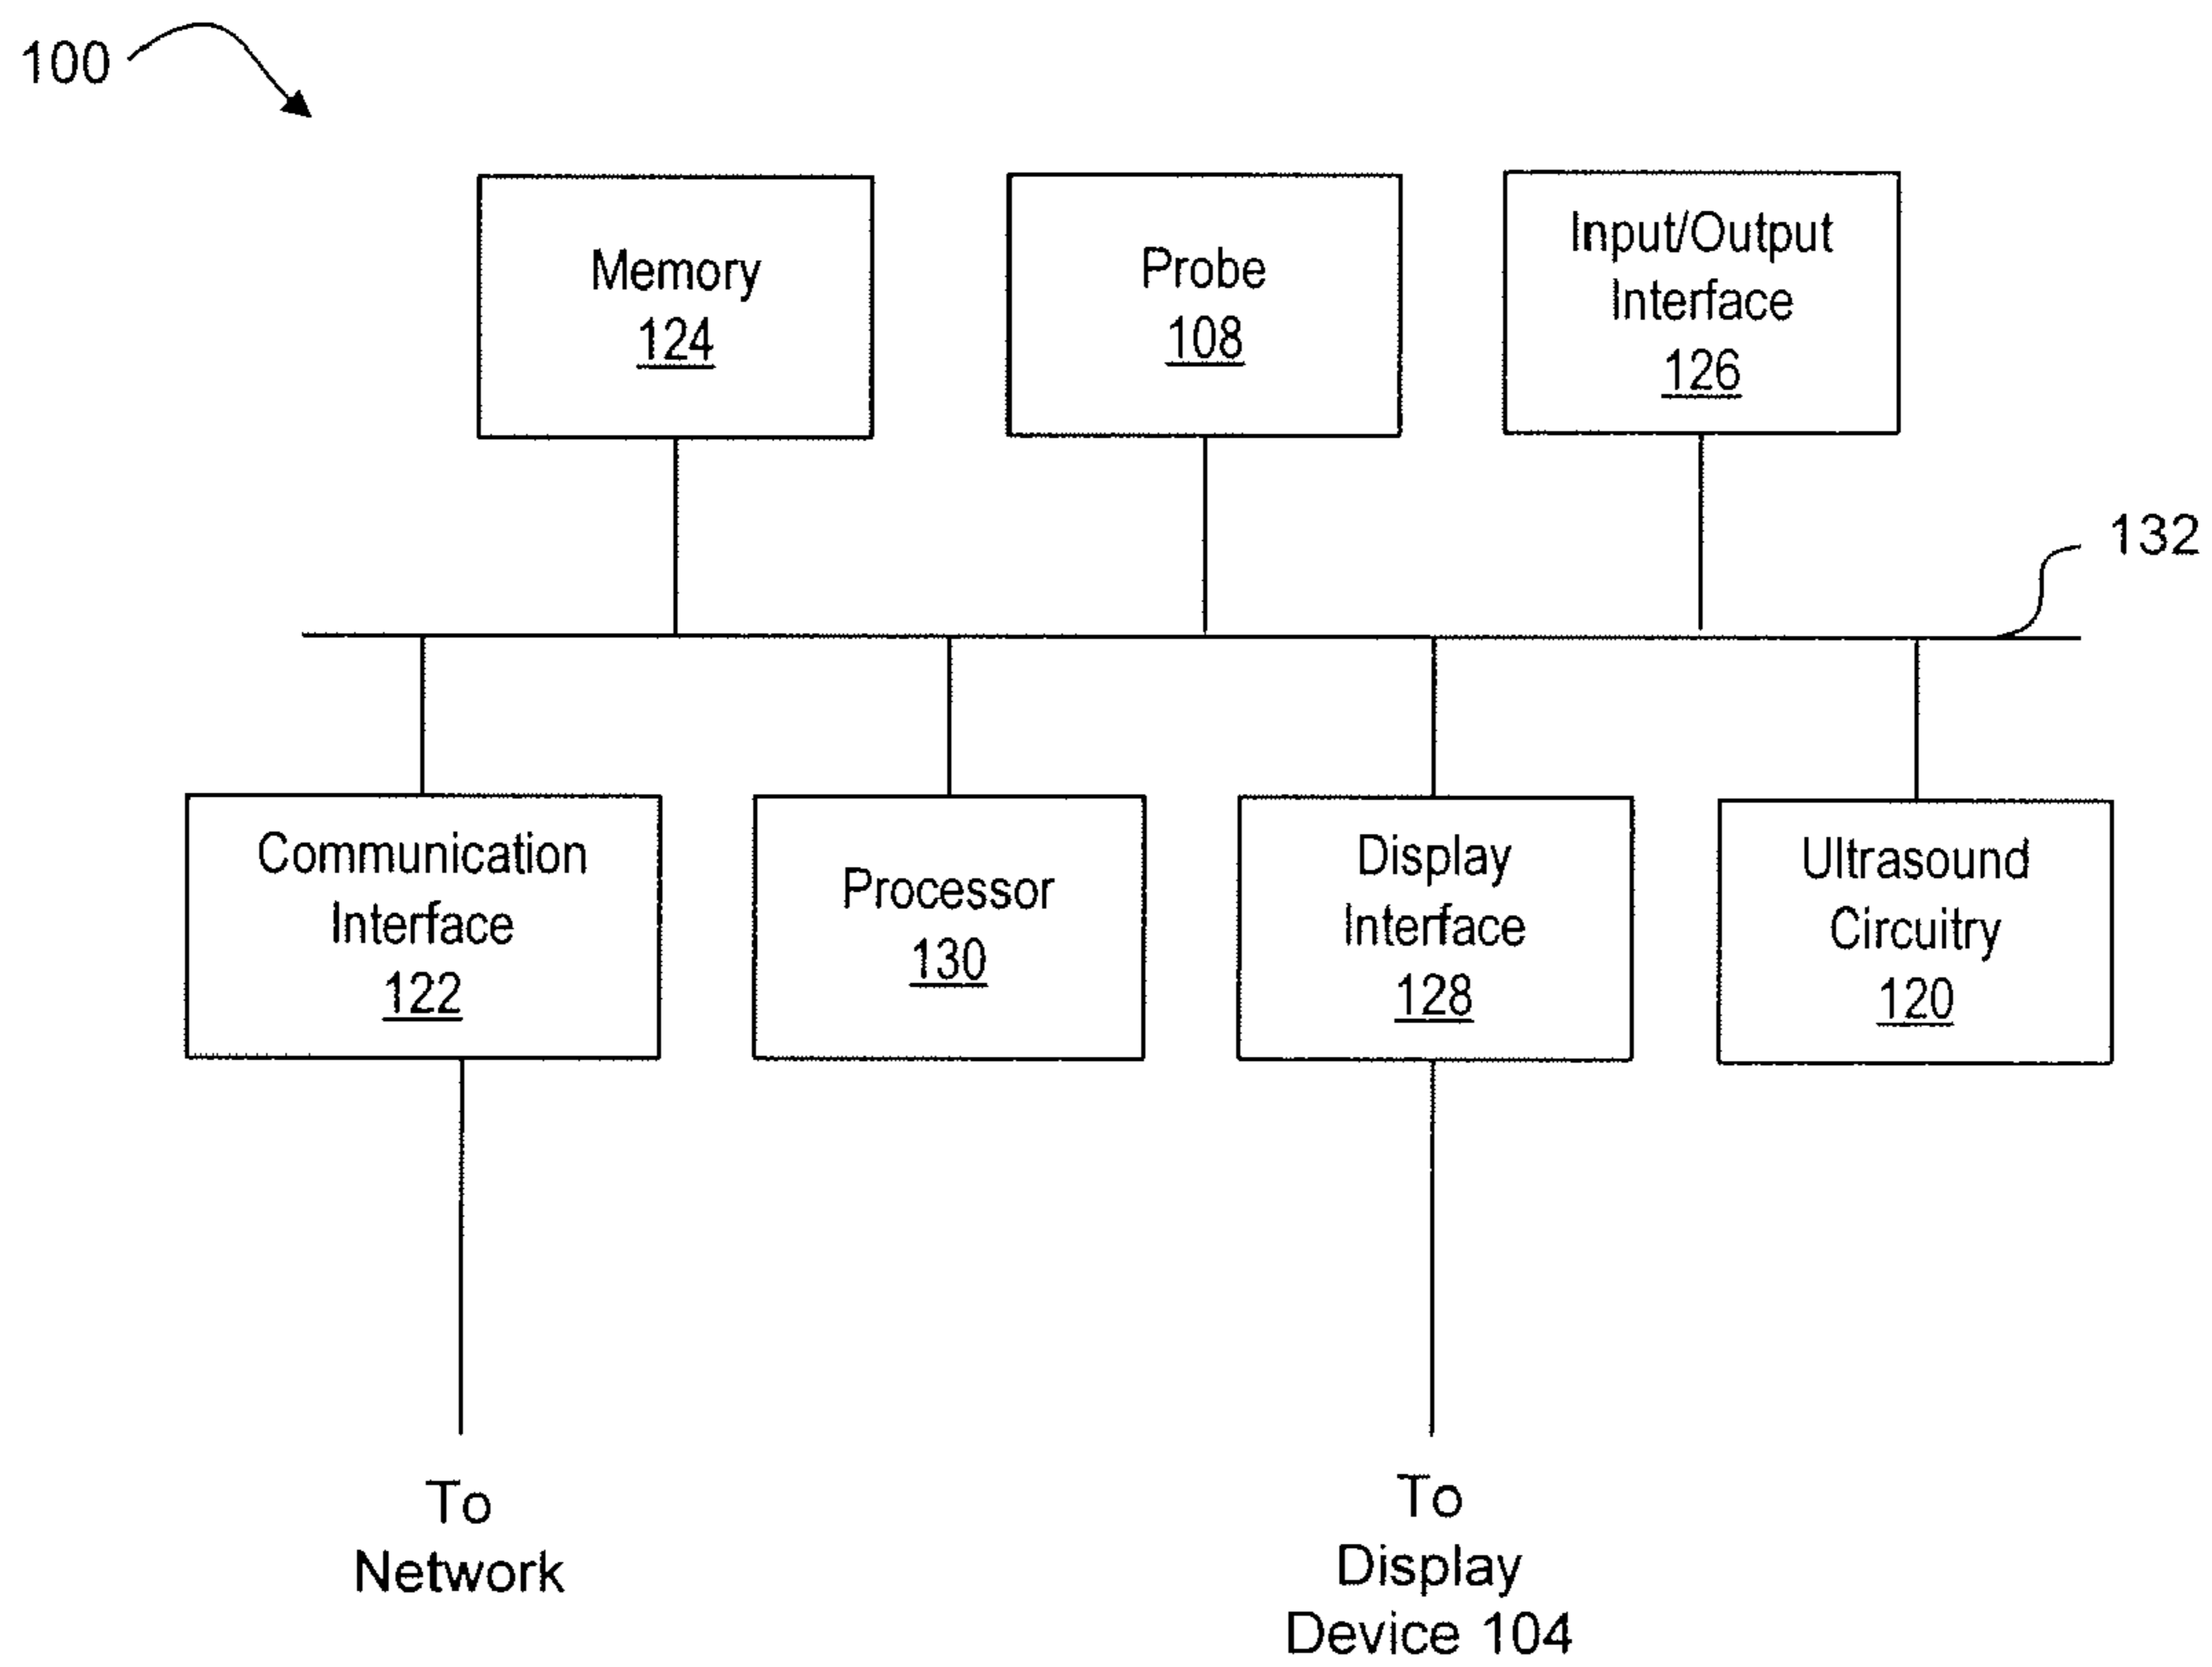 100
Memory
124
Probe
108
Input/Output
Interface
126
132
Communication
Interface
122
Processor
130
Display
Interface
128
Ultrasound
Circuitry
120
To
Network
To
Display
Device 104